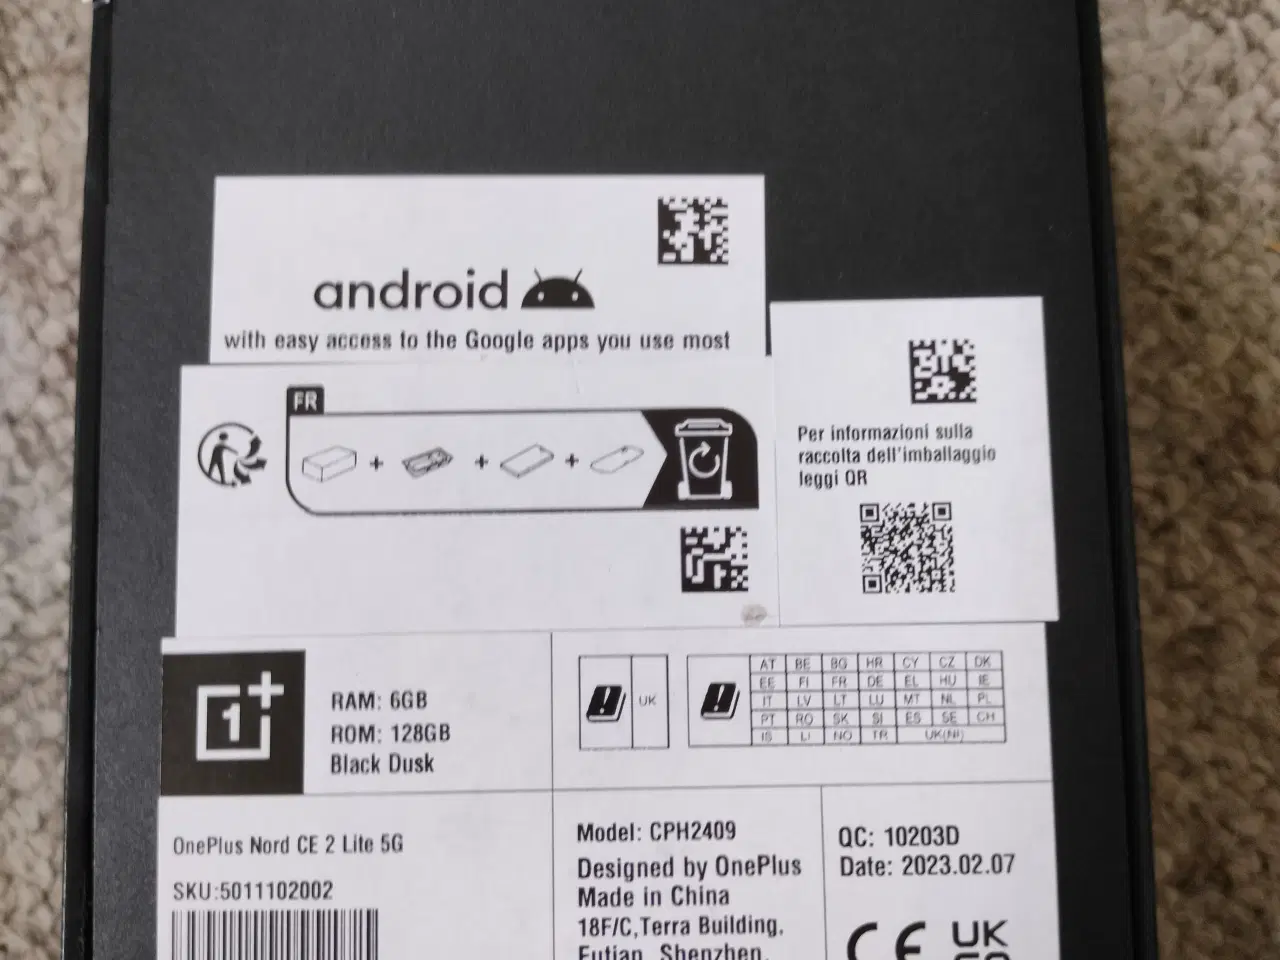 android
with easy access to the Google apps you use most
FR
Per informazioni sulla
raccolta dell'imballaggio
leggi QR
1+
RAM: 6GB
ROM: 128GB
Black Dusk
UK
AT BE BG HR CY CZ DK
EE FI FR DE EL HU IE
IT LV LT LU MT NL PL
PT RO SK SI ES SE CH
IS LI NO TR UK(NI)
OnePlus Nord CE 2 Lite 5G
SKU:5011102002
Model: CPH2409
Designed by OnePlus
Made in China
18F/C,Terra Building,
Futian, Shenzhen,
QC: 10203D
Date: 2023.02.07
CE
UK